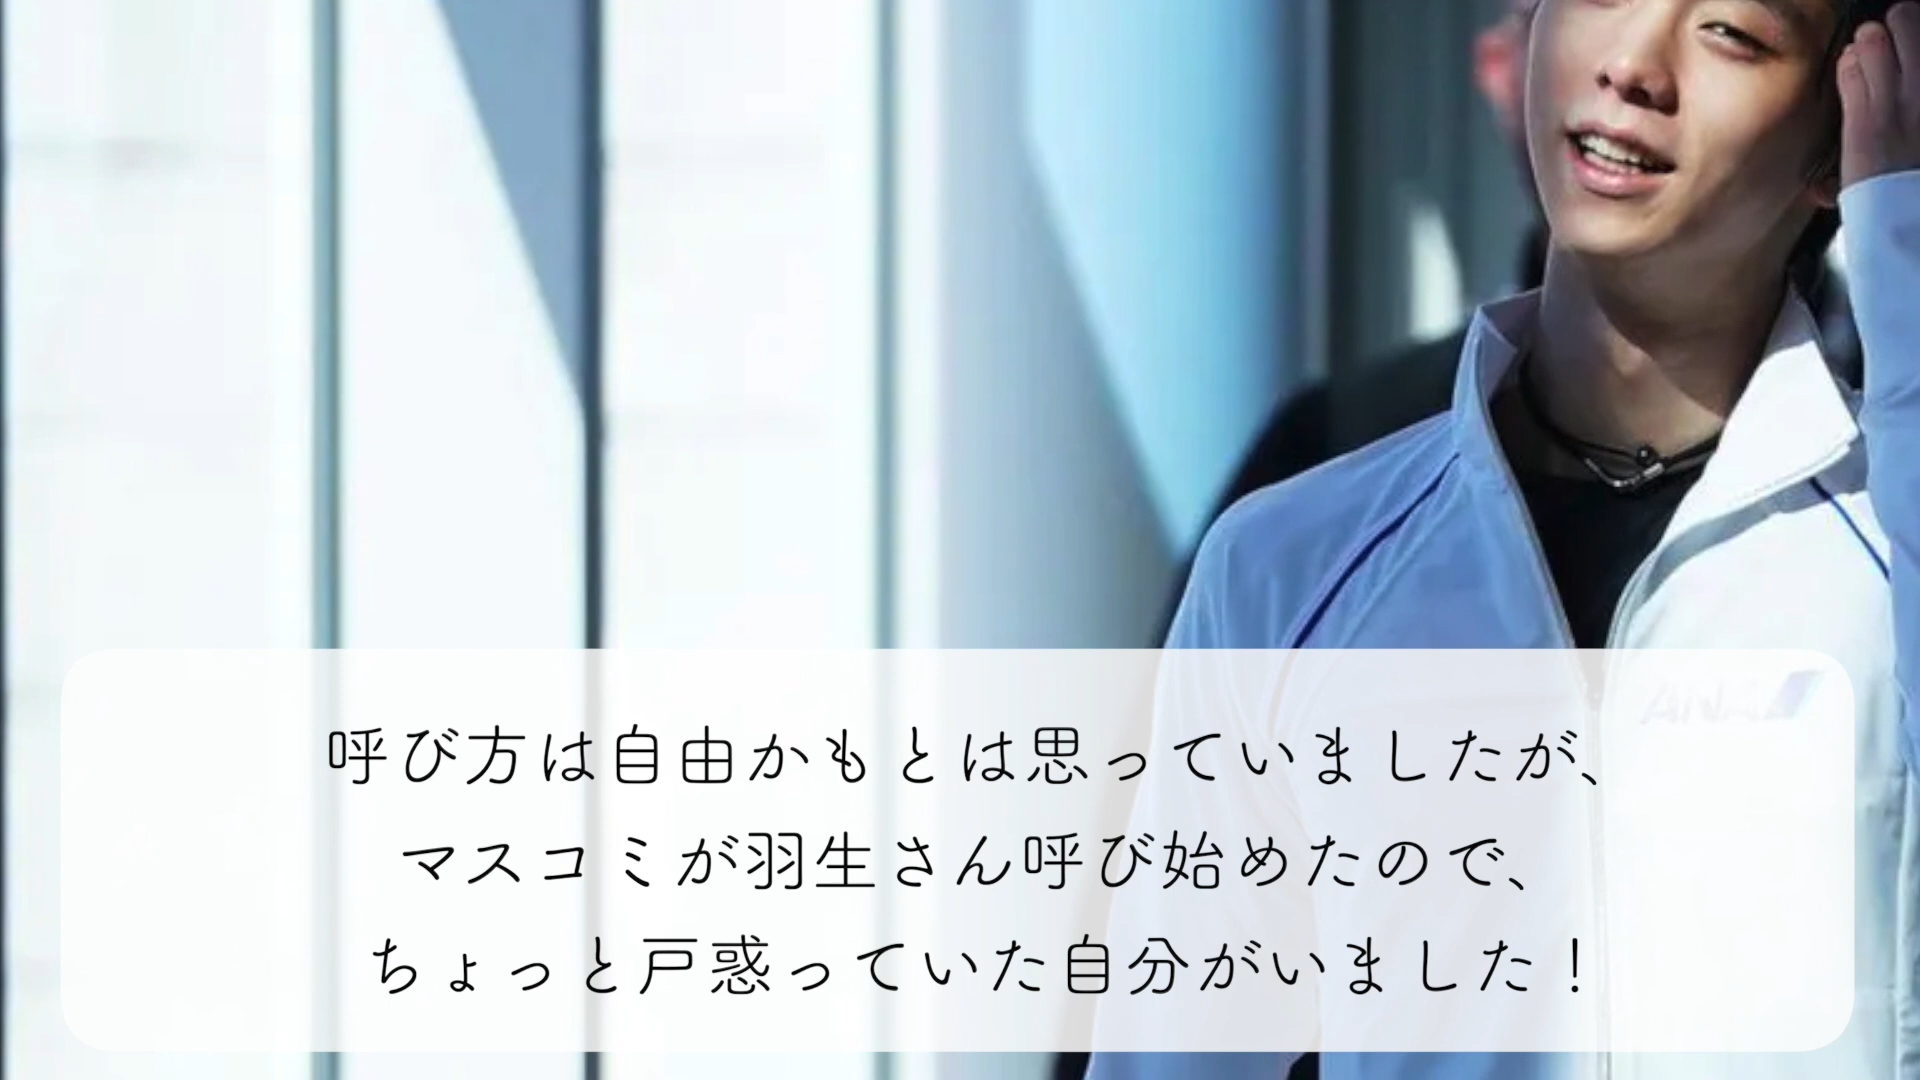 ANA
呼び方は自由かもとは思っていましたが、
マスコミが羽生さん呼び始めたので、
ちょっと戸惑っていた自分がいました！